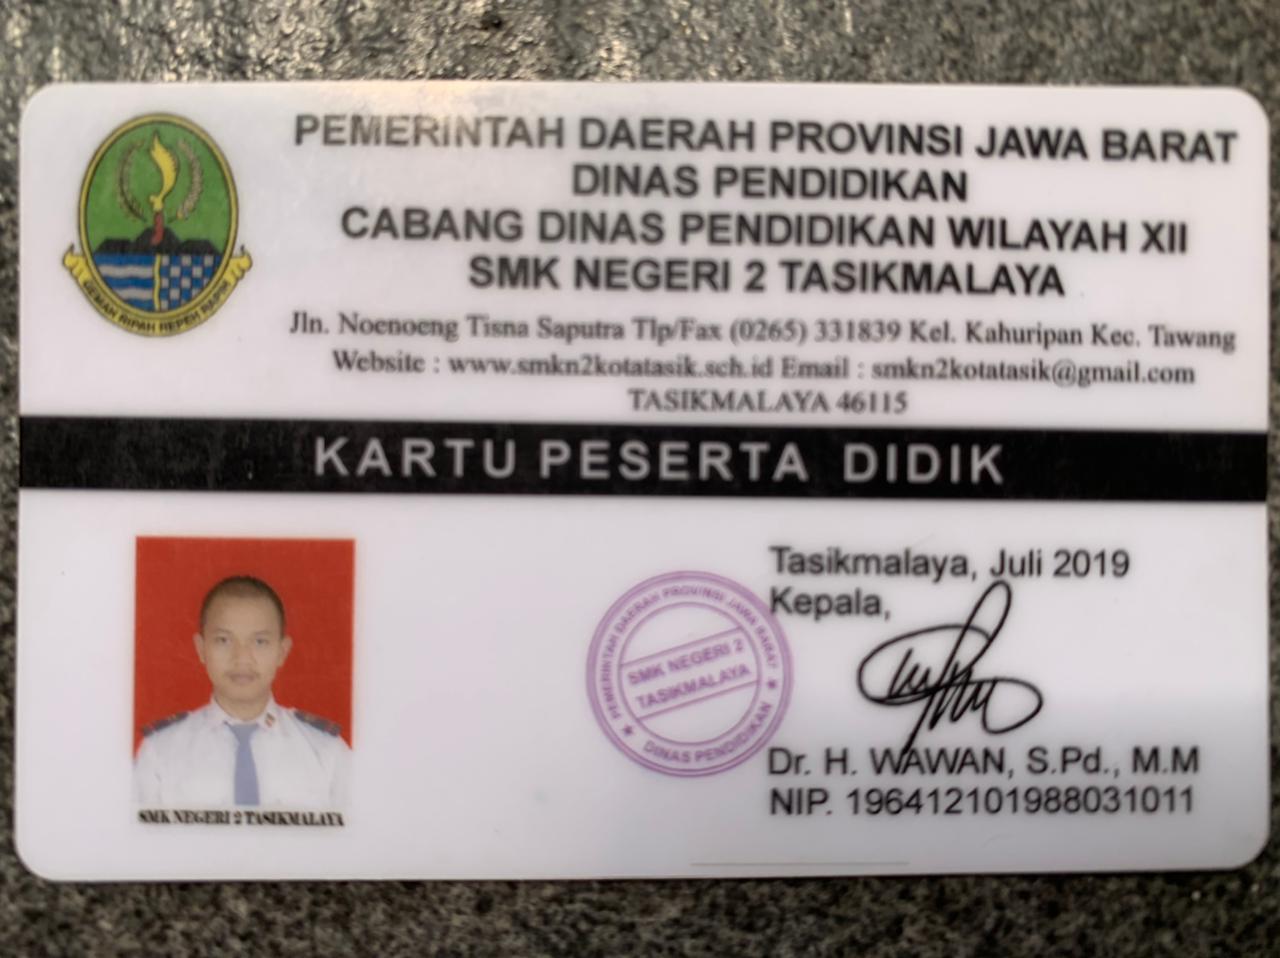 PEMERINTAH DAERAH PROVINSI JAWA BARAT
DINAS PENDIDIKAN
CABANG DINAS PENDIDIKAN WILAYAH XII
SMK NEGERI 2 TASIKMALAYA
Jln. Noenoeng Tisna Saputra Tlp/Fax (0265) 331839 Kel. Kahuripan Kec. Tawang
Website : www.smkn2kotatasik.sch.id Email : smkn2kotatasik@gmail.com
TASIKMALAYA 46115
GEMAH RIPAH REPEH RAPIH
KARTU PESERTA DIDIK
SMK NEGERI 2 TASIKMALAYA
PEMERINTAH DAERAH PROVINSI JAWA BARAT
SMK NEGERI 2
TASIKMALAYA
DINAS PENDIDIKAN
Tasikmalaya, Juli 2019
Kepala,
Dr. H. WAWAN, S.Pd., M.M
NIP. 196412101988031011